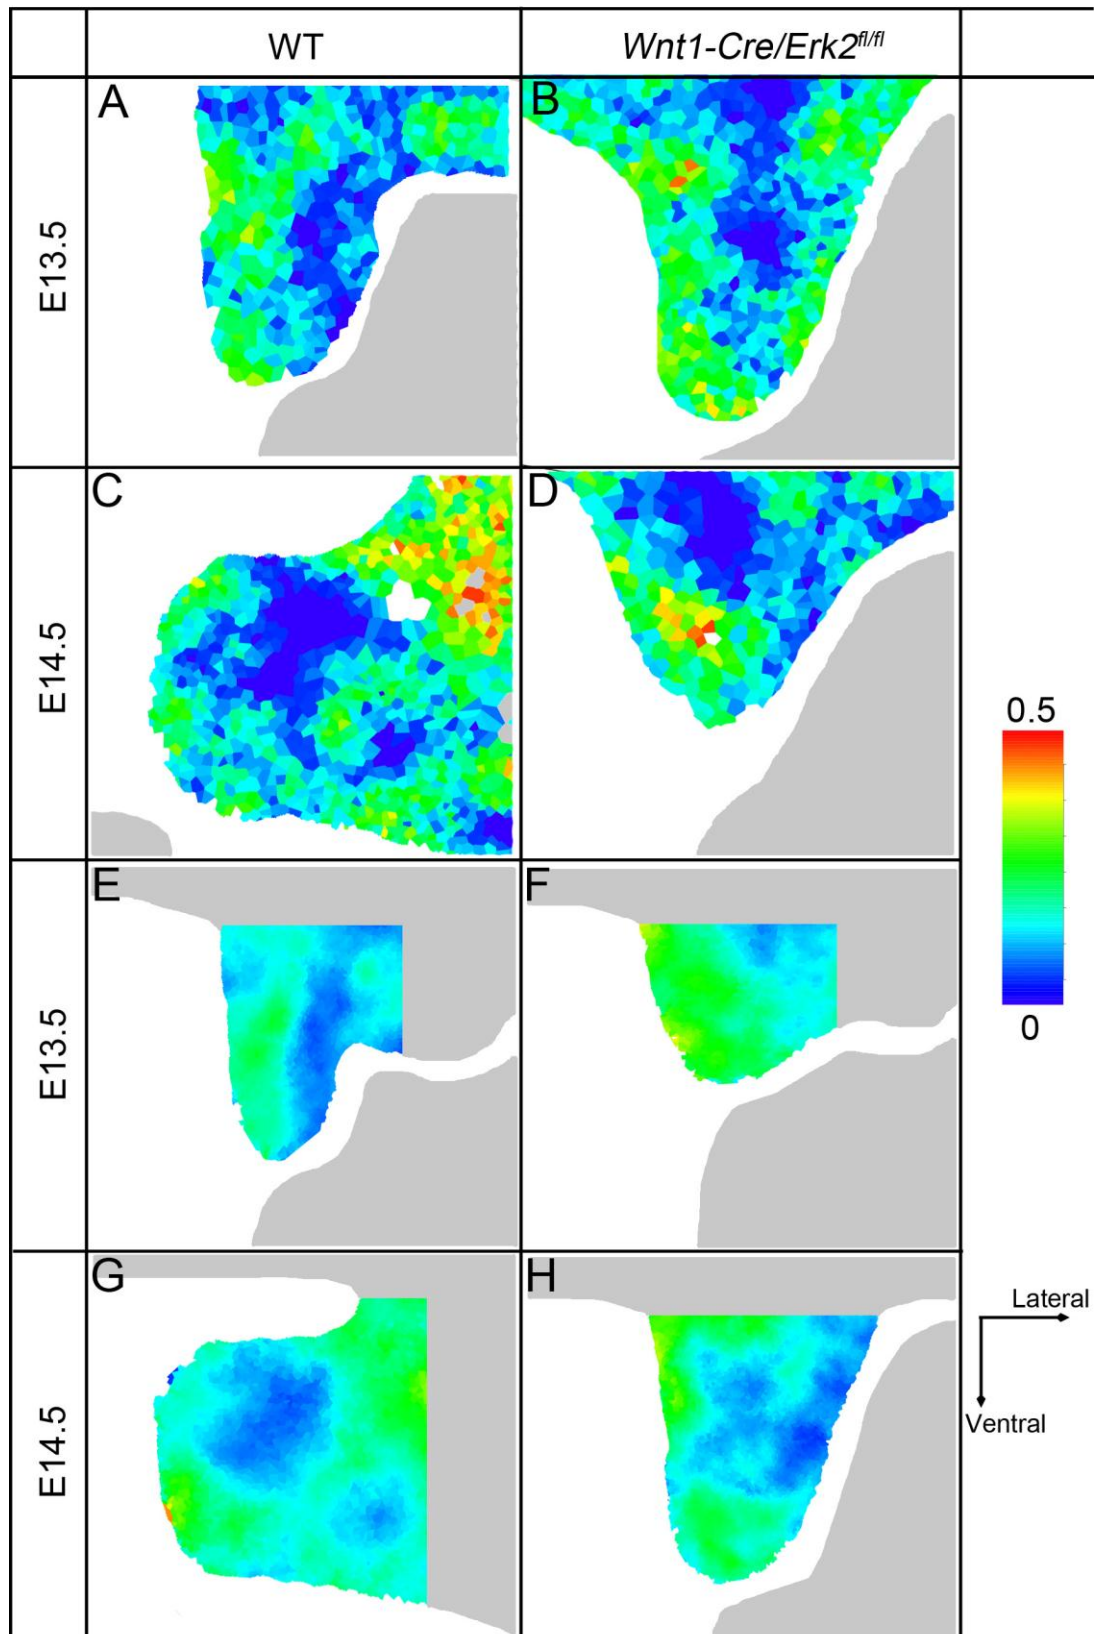 WT
Wnt1-Cre/Erk2fl/fl
A
B
E13.5
C
D
E14.5
0.5
0
E
F
E13.5
G
H
E14.5
Lateral
Ventral